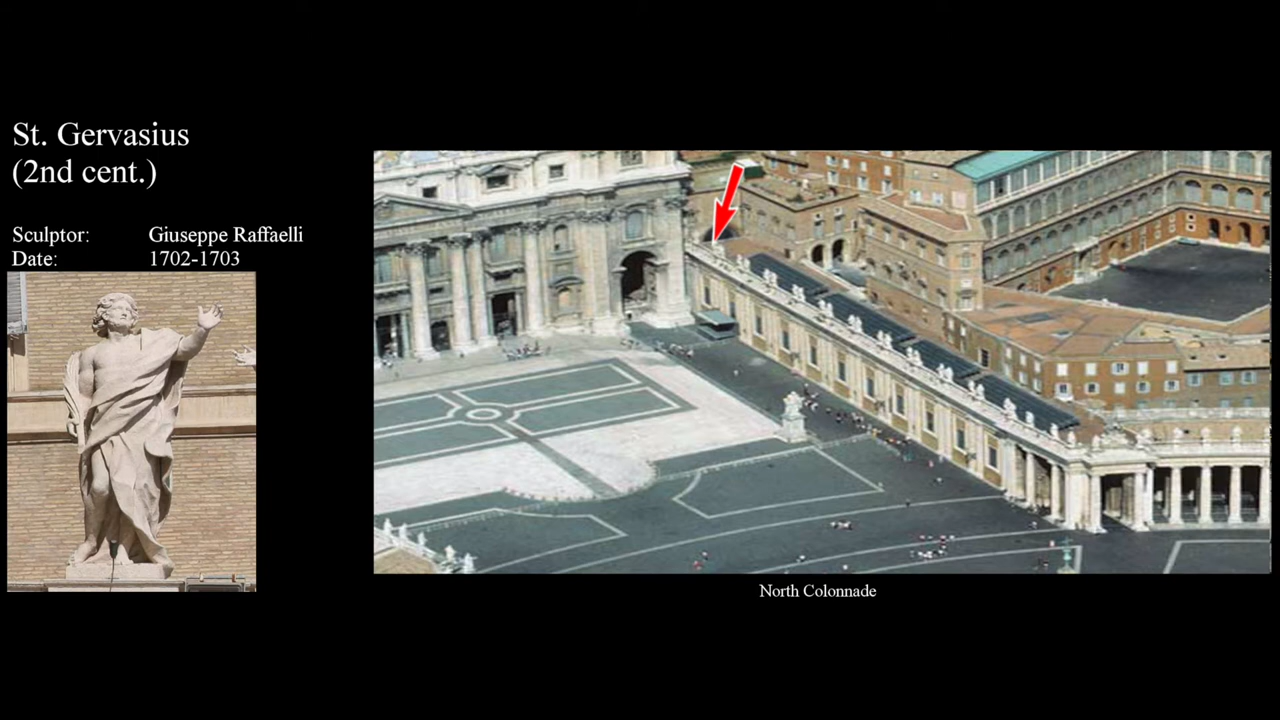 St. Gervasius
(2nd cent.)
Sculptor: Giuseppe Raffaelli
Date: 1702-1703
North Colonnade